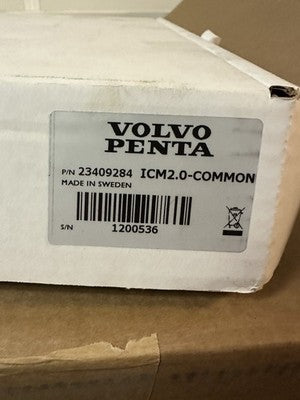 VOLVO
PENTA
P/N 23409284 ICM2.0-COMMON
MADE IN SWEDEN
S/N 1200536